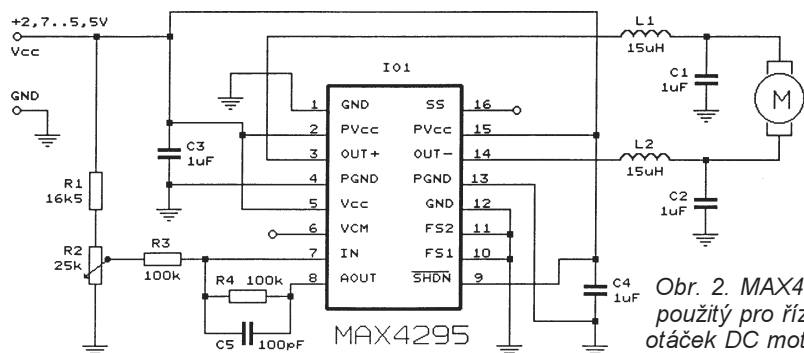 +2,7..5,5V
Vcc
GND
R1
16k5
R2
25k
R3
100k
R4 100k
C5 100pF
C3
1uF
IO1
1 GND SS 16
2 PVcc PVcc 15
3 OUT+ OUT- 14
4 PGND PGND 13
5 Vcc GND 12
6 VCM FS2 11
7 IN FS1 10
8 AOUT SHDN 9
MAX4295
L1
15uH
C1
1uF
M
L2
15uH
C2
1uF
C4
1uF
Obr. 2. MAX4
použitý pro říz
otáček DC mot